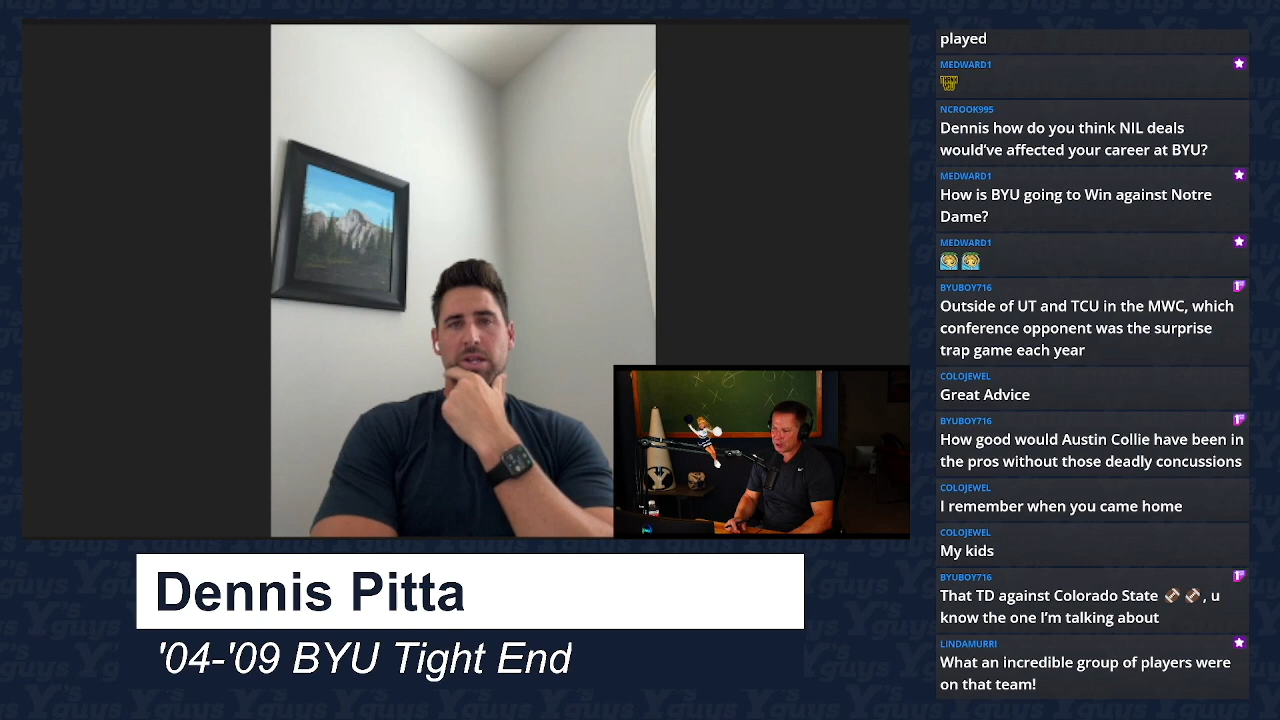 played
MEDWARD1
NCROOK995
Dennis how do you think NIL deals
would've affected your career at BYU?
MEDWARD1
How is BYU going to Win against Notre
Dame?
MEDWARD1
BYUBOY716
Outside of UT and TCU in the MWC, which
conference opponent was the surprise
trap game each year
COLOJEWEL
Great Advice
BYUBOY716
How good would Austin Collie have been in
the pros without those deadly concussions
COLOJEWEL
I remember when you came home
COLOJEWEL
My kids
BYUBOY716
That TD against Colorado State 🏈 🏈, u
know the one I'm talking about
LINDAMURRI
What an incredible group of players were
on that team!
Dennis Pitta
'04-'09 BYU Tight End